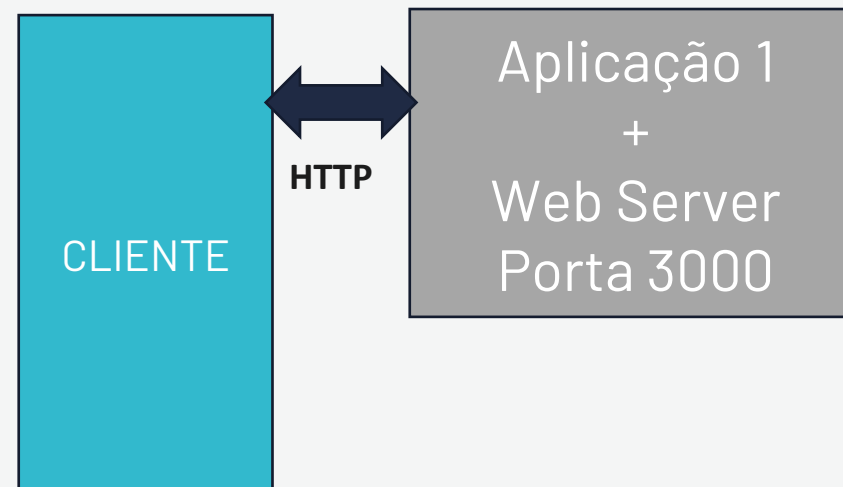 CLIENTE
HTTP
Aplicação 1
+
Web Server
Porta 3000